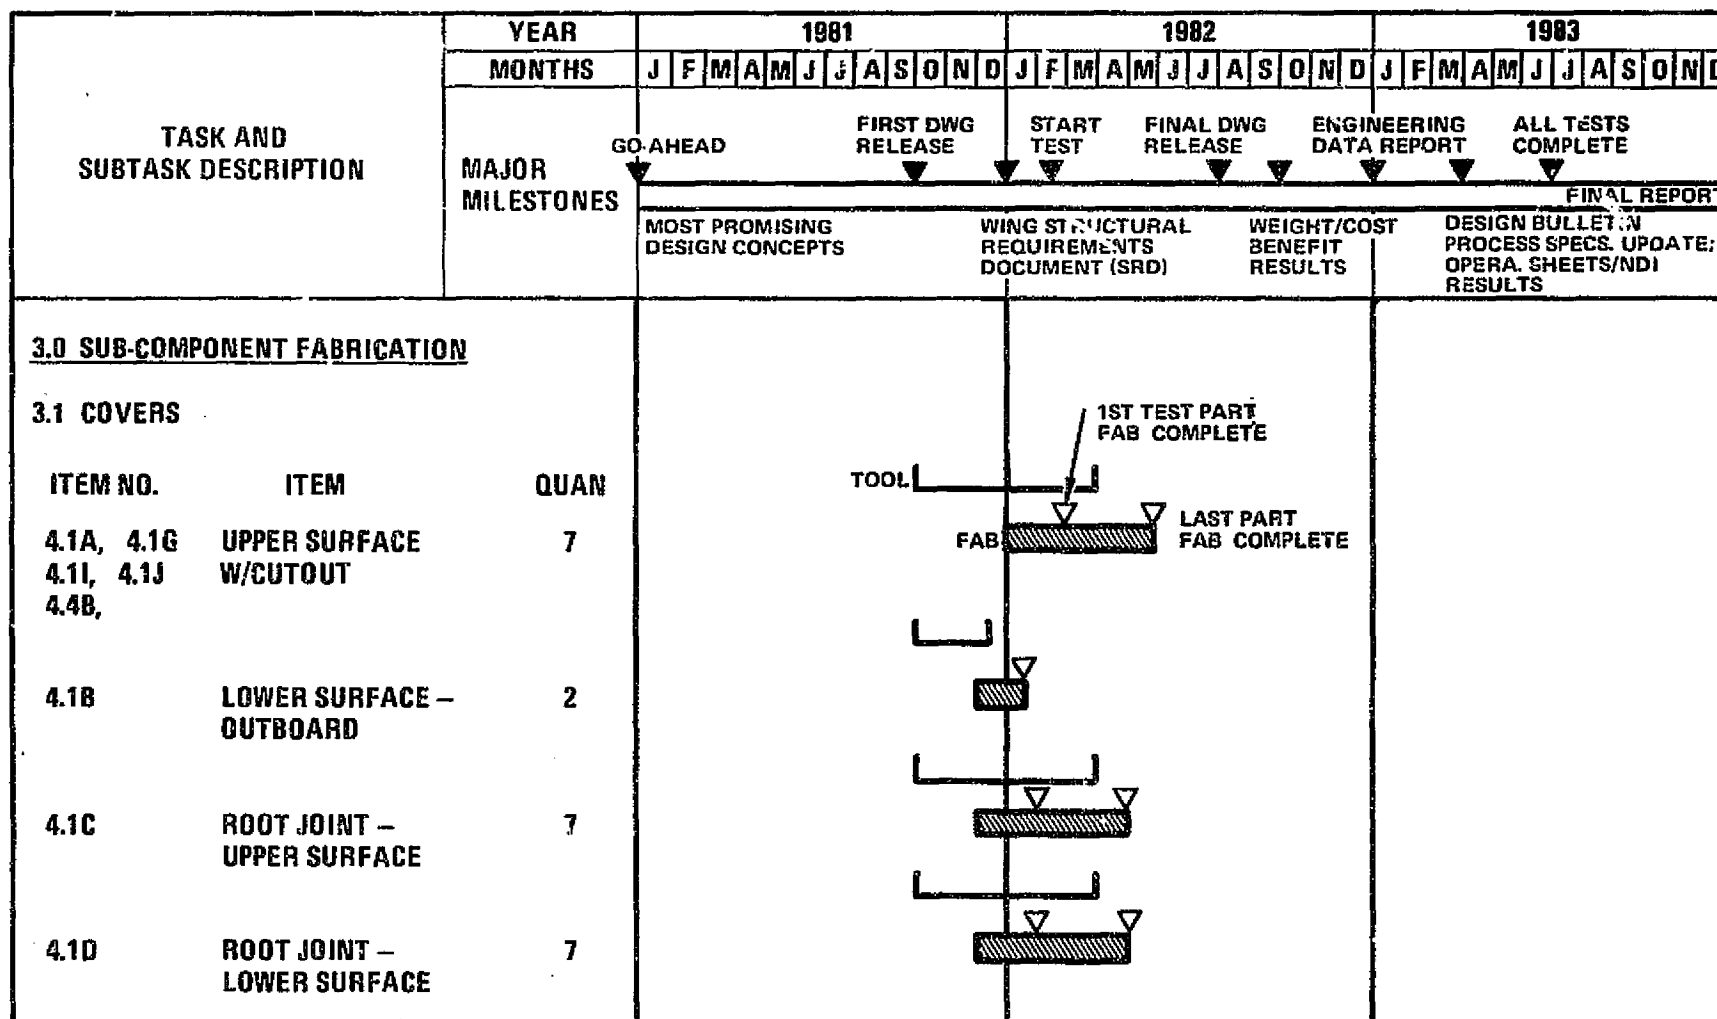 YEAR 1981 1982 1983
MONTHS J F M A M J J A S O N D J F M A M J J A S O N D J F M A M J J A S O N D
TASK AND
SUBTASK DESCRIPTION
MAJOR
MILESTONES
GO-AHEAD
FIRST DWG
RELEASE
START
TEST
FINAL DWG
RELEASE
ENGINEERING
DATA REPORT
ALL TESTS
COMPLETE
FINAL REPORT
MOST PROMISING
DESIGN CONCEPTS
WING STRUCTURAL
REQUIREMENTS
DOCUMENT (SRD)
WEIGHT/COST
BENEFIT
RESULTS
DESIGN BULLETIN
PROCESS SPECS. UPDATE;
OPERA. SHEETS/NDI
RESULTS
3.0 SUB-COMPONENT FABRICATION
3.1 COVERS
1ST TEST PART
FAB COMPLETE
ITEM NO. ITEM QUAN
TOOL
4.1A, 4.1G UPPER SURFACE 7
4.1I, 4.1J W/CUTOUT
4.4B,
FAB
LAST PART
FAB COMPLETE
4.1B LOWER SURFACE – 2
OUTBOARD
4.1C ROOT JOINT – 7
UPPER SURFACE
4.1D ROOT JOINT – 7
LOWER SURFACE